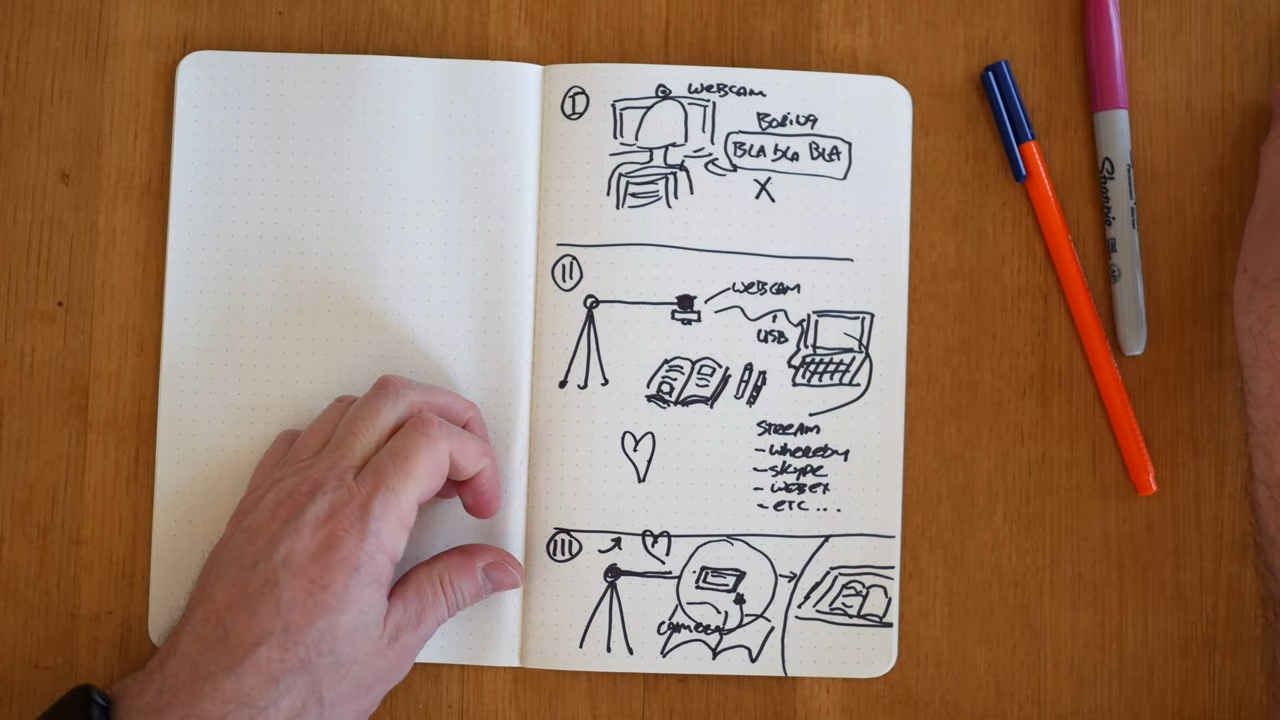 I
WEBCAM
BORING
BLA bLA BLA
X
II
WEBCAM
USB
STREAM
- whereby
- skype
- webex
- ETC...
III
CAMERA
Sharpie